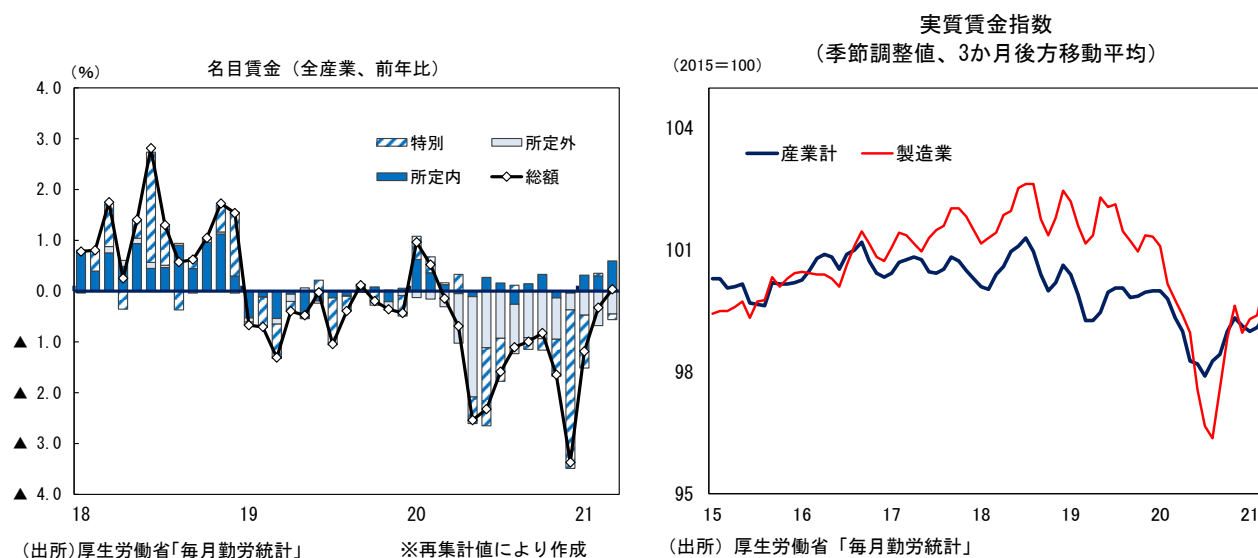 名目賃金（全産業、前年比）
（%）
4.0
3.0
2.0
1.0
0.0
▲ 1.0
▲ 2.0
▲ 3.0
▲ 4.0
特別
所定外
所定内
総額
18
19
20
21
（出所）厚生労働省「毎月勤労統計」
※再集計値により作成
実質賃金指数
（季節調整値、3か月後方移動平均）
（2015＝100）
104
101
98
95
産業計
製造業
15
16
17
18
19
20
21
（出所）厚生労働省「毎月勤労統計」